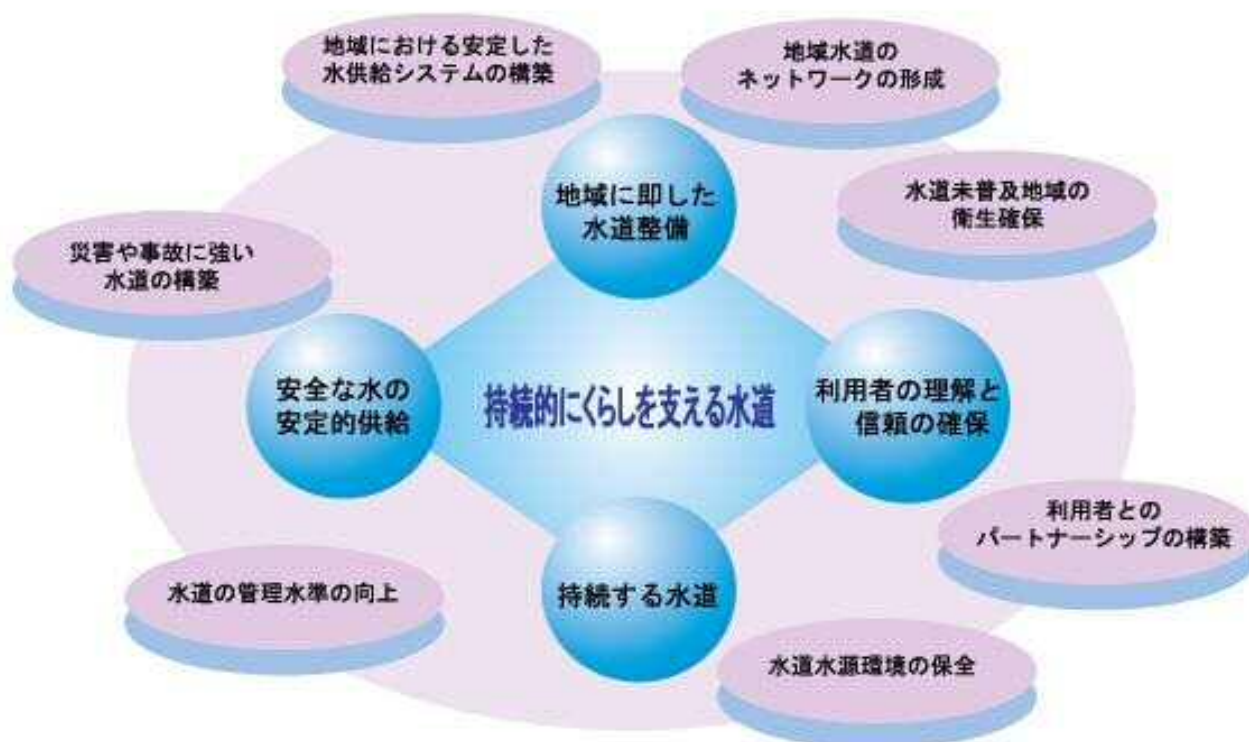 地域における安定した
水供給システムの構築
地域水道の
ネットワークの形成
地域に即した
水道整備
水道未普及地域の
衛生確保
災害や事故に強い
水道の構築
安全な水の
安定的供給
持続的にくらしを支える水道
利用者の理解と
信頼の確保
利用者との
パートナーシップの構築
水道の管理水準の向上
持続する水道
水道水源環境の保全